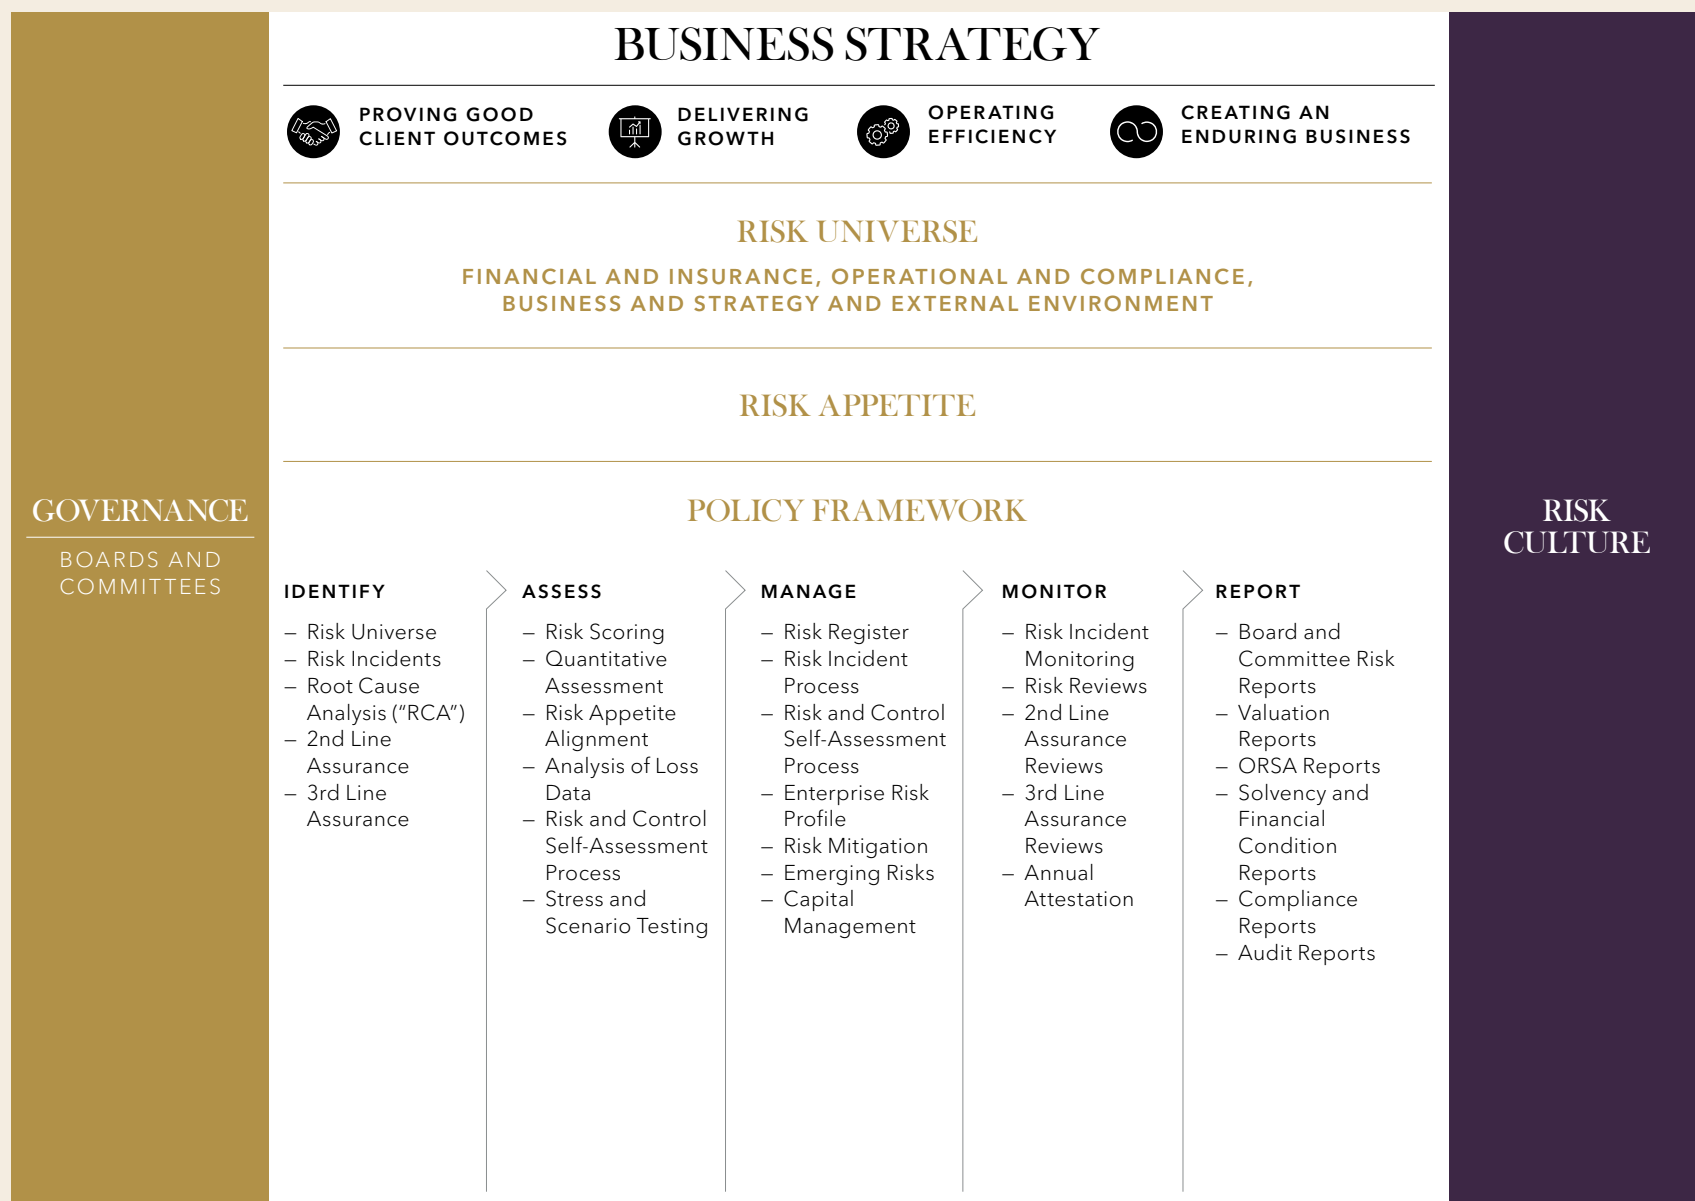 BUSINESS STRATEGY
PROVING GOOD
CLIENT OUTCOMES
DELIVERING
GROWTH
OPERATING
EFFICIENCY
CREATING AN
ENDURING BUSINESS
RISK UNIVERSE
FINANCIAL AND INSURANCE, OPERATIONAL AND COMPLIANCE,
BUSINESS AND STRATEGY AND EXTERNAL ENVIRONMENT
RISK APPETITE
GOVERNANCE
BOARDS AND
COMMITTEES
POLICY FRAMEWORK
IDENTIFY
– Risk Universe
– Risk Incidents
– Root Cause
Analysis (“RCA”)
– 2nd Line
Assurance
– 3rd Line
Assurance
ASSESS
– Risk Scoring
– Quantitative
Assessment
– Risk Appetite
Alignment
– Analysis of Loss
Data
– Risk and Control
Self-Assessment
Process
– Stress and
Scenario Testing
MANAGE
– Risk Register
– Risk Incident
Process
– Risk and Control
Self-Assessment
Process
– Enterprise Risk
Profile
– Risk Mitigation
– Emerging Risks
– Capital
Management
MONITOR
– Risk Incident
Monitoring
– Risk Reviews
– 2nd Line
Assurance
Reviews
– 3rd Line
Assurance
Reviews
– Annual
Attestation
REPORT
– Board and
Committee Risk
Reports
– Valuation
Reports
– ORSA Reports
– Solvency and
Financial
Condition
Reports
– Compliance
Reports
– Audit Reports
RISK
CULTURE